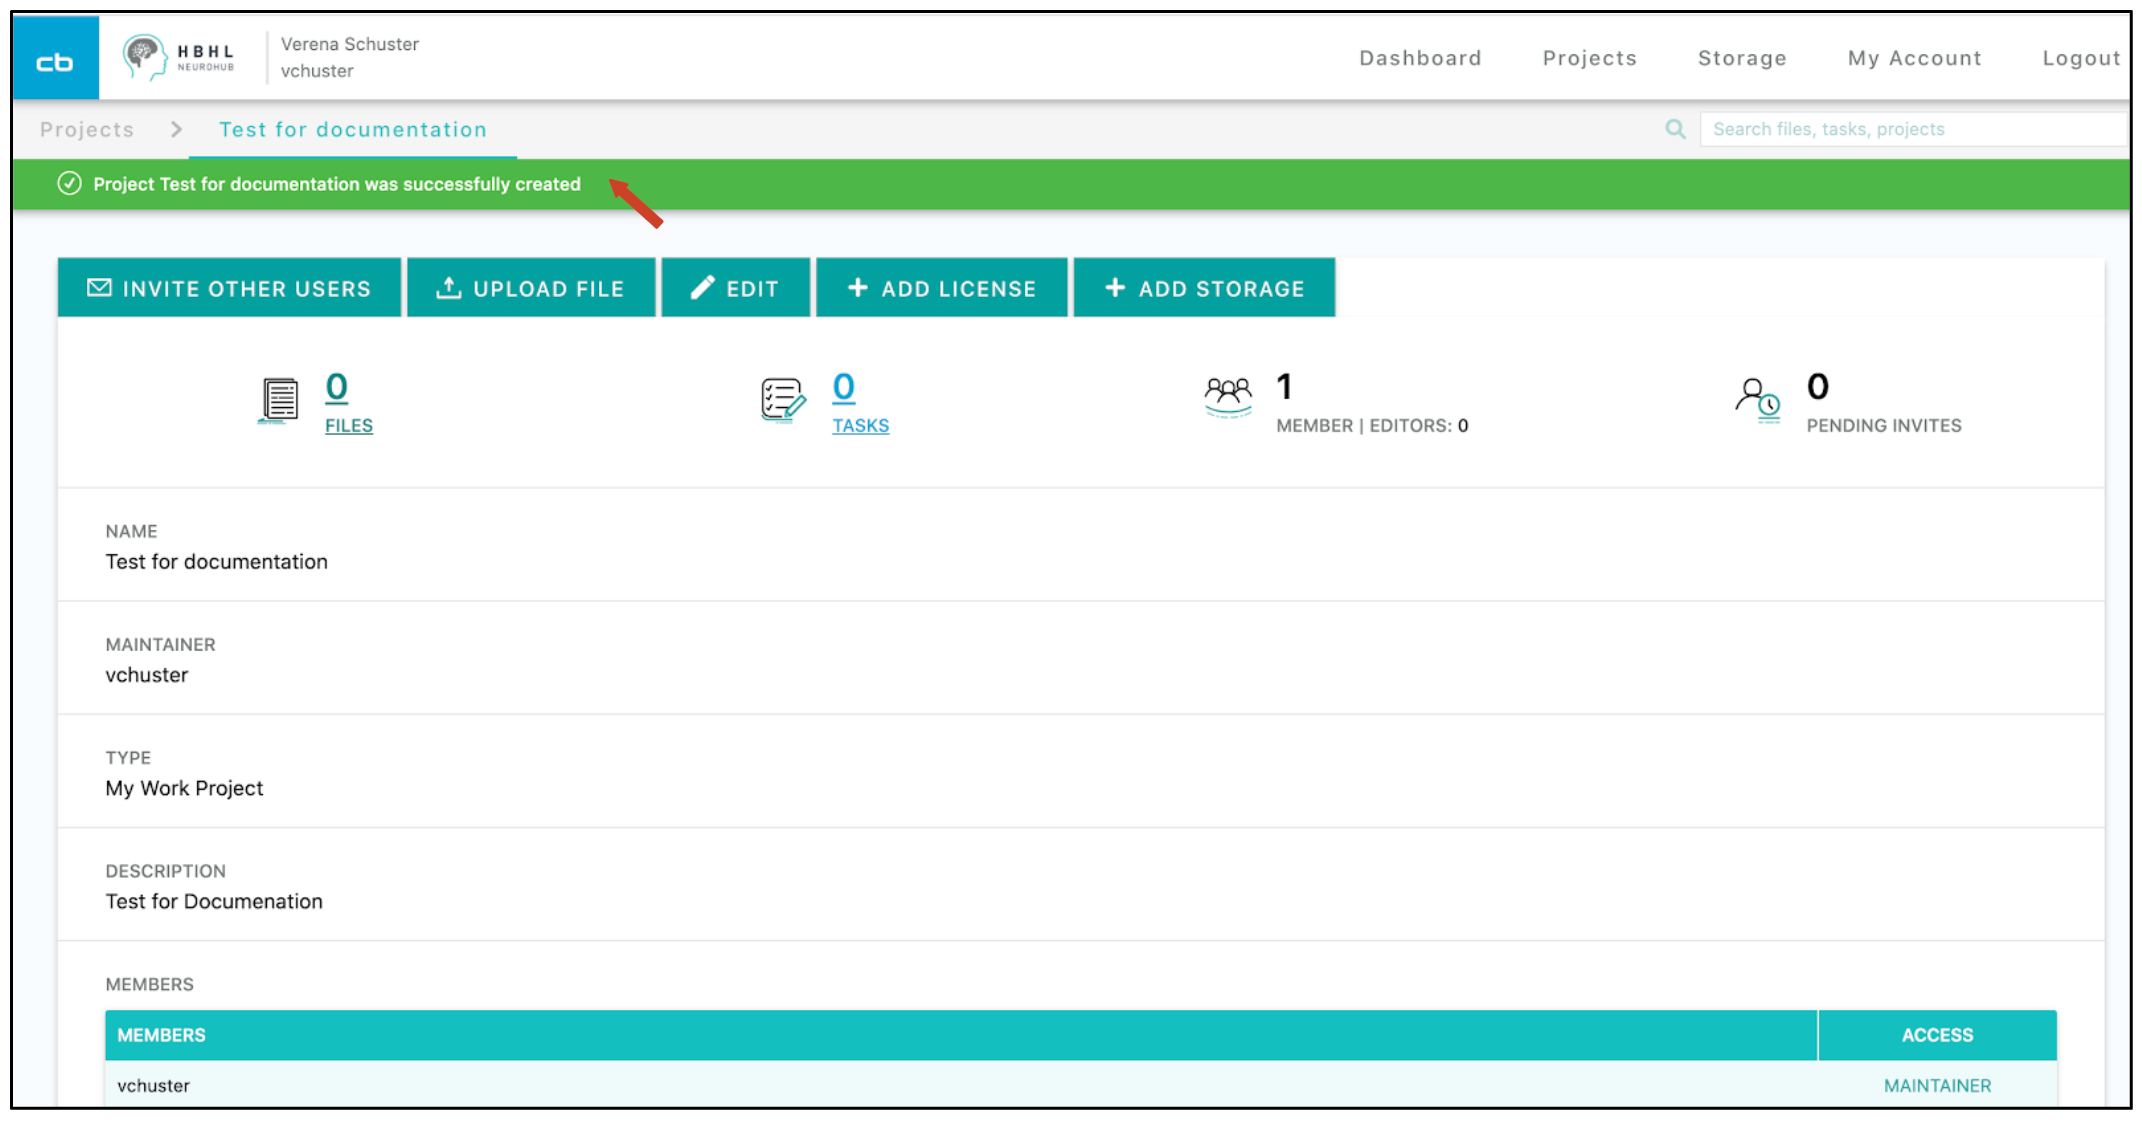 cb
HBHL
NEUROHUB
Verena Schuster
vchuster
Dashboard Projects Storage My Account Logout
Projects > Test for documentation
Search files, tasks, projects
Project Test for documentation was successfully created
INVITE OTHER USERS UPLOAD FILE EDIT + ADD LICENSE + ADD STORAGE
0
FILES
0
TASKS
1
MEMBER | EDITORS: 0
0
PENDING INVITES
NAME
Test for documentation
MAINTAINER
vchuster
TYPE
My Work Project
DESCRIPTION
Test for Documenation
MEMBERS
MEMBERS ACCESS
vchuster MAINTAINER